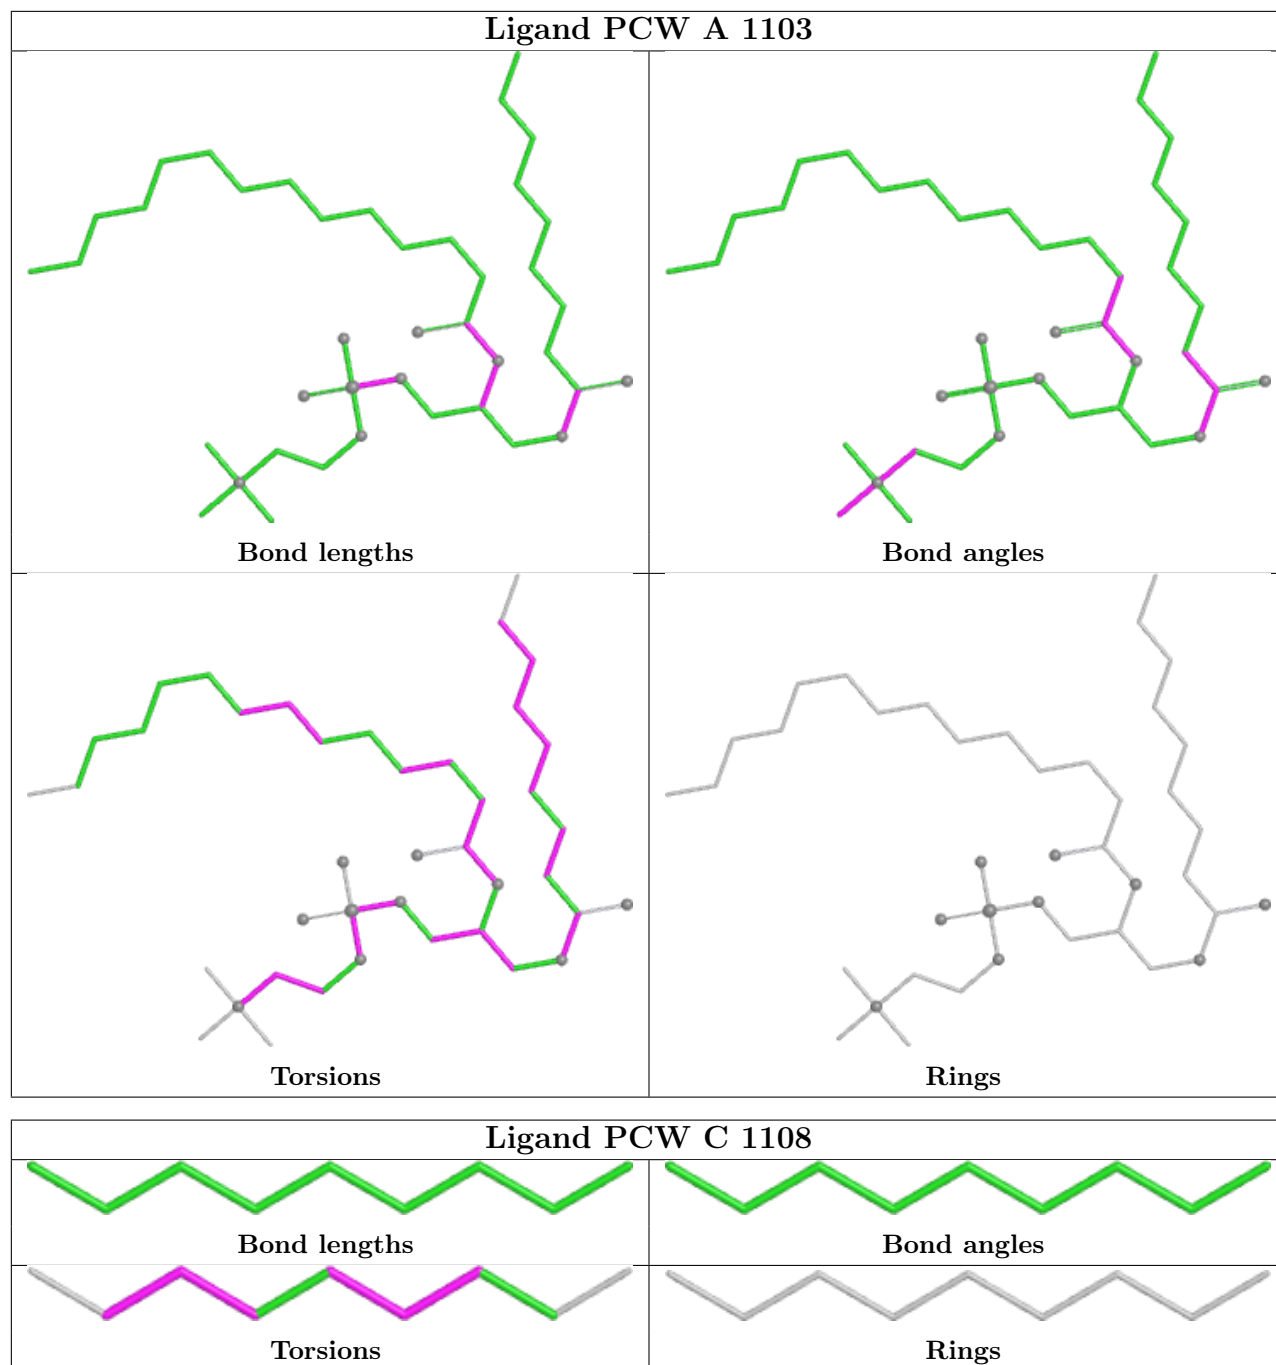 Ligand PCW A 1103
Bond lengths
Bond angles
Torsions
Rings
Ligand PCW C 1108
Bond lengths
Bond angles
Torsions
Rings